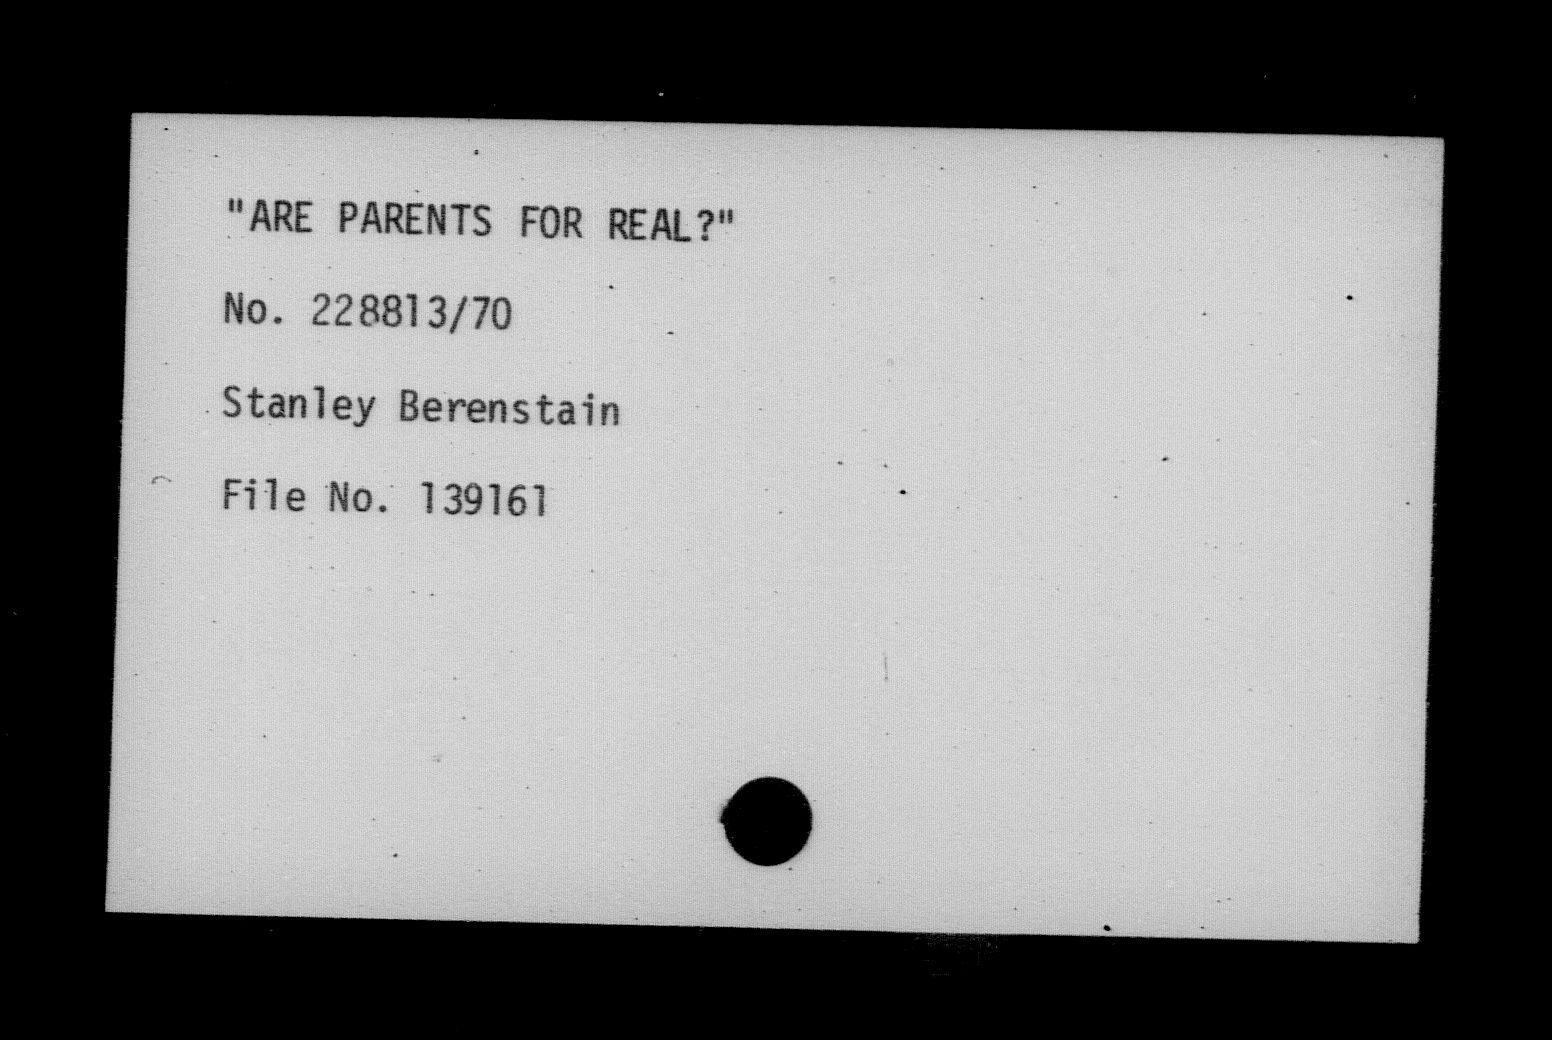 "ARE PARENTS FOR REAL?"
No. 228813/70
Stanley Berenstain
File No. 139161